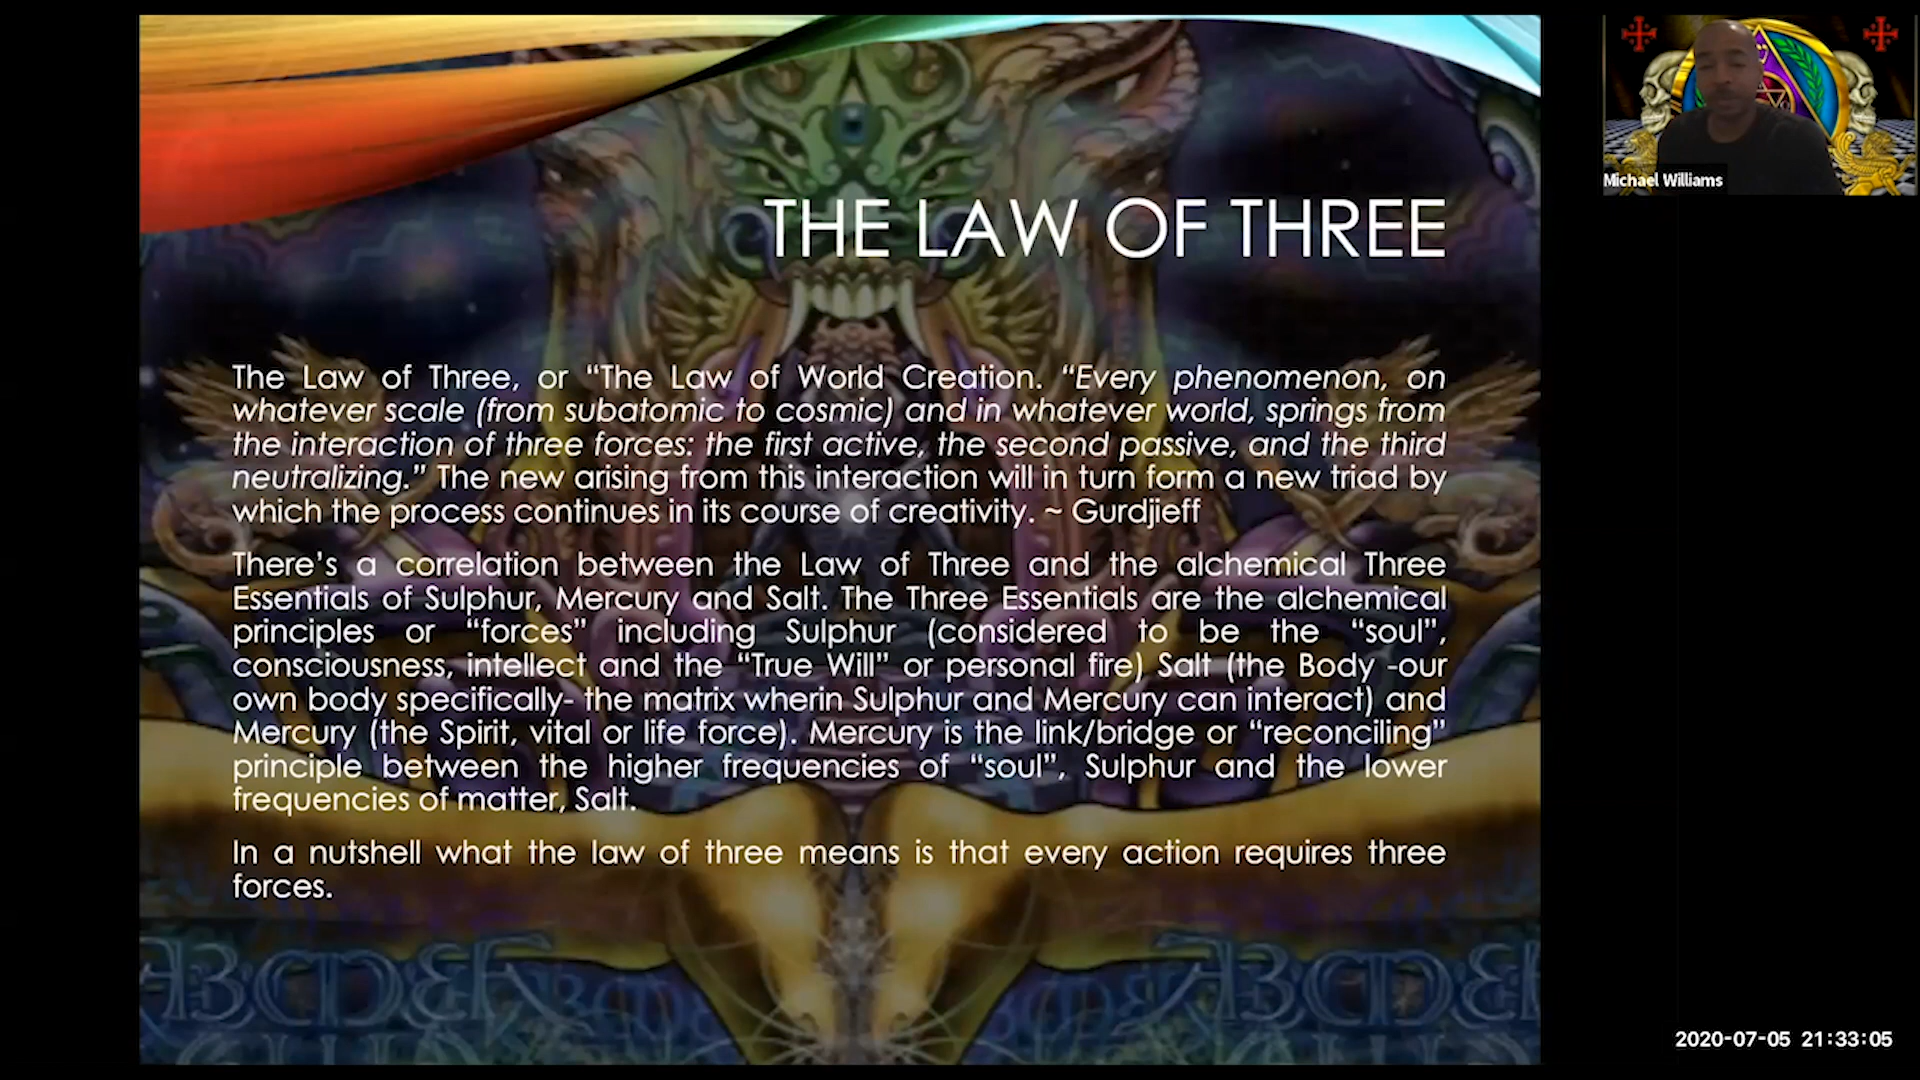 Michael Williams
THE LAW OF THREE
The Law of Three, or “The Law of World Creation. “Every phenomenon, on
whatever scale (from subatomic to cosmic) and in whatever world, springs from
the interaction of three forces: the first active, the second passive, and the third
neutralizing.” The new arising from this interaction will in turn form a new triad by
which the process continues in its course of creativity. ~ Gurdjieff
There’s a correlation between the Law of Three and the alchemical Three
Essentials of Sulphur, Mercury and Salt. The Three Essentials are the alchemical
principles or “forces” including Sulphur (considered to be the “soul”,
consciousness, intellect and the “True Will” or personal fire) Salt (the Body -our
own body specifically- the matrix wherin Sulphur and Mercury can interact) and
Mercury (the Spirit, vital or life force). Mercury is the link/bridge or “reconciling”
principle between the higher frequencies of “soul”, Sulphur and the lower
frequencies of matter, Salt.
In a nutshell what the law of three means is that every action requires three
forces.
2020-07-05 21:33:05